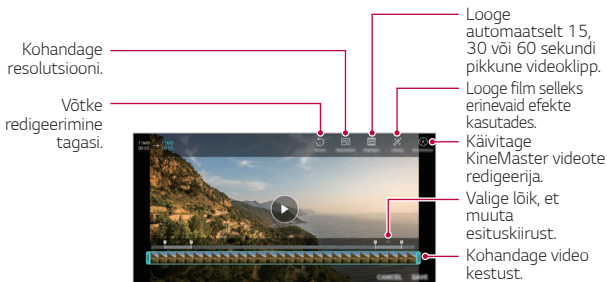 Kohandage
resolutsiooni.
Võtke
redigeerimine
tagasi.
Looge
automaatselt 15,
30 või 60 sekundi
pikkune videoklipp.
Looge film selleks
erinevaid efekte
kasutades.
Käivitage
KineMaster videote
redigeerija.
Valige lõik, et
muuta
esituskiirust.
Kohandage video
kestust.
CANCEL SAVE